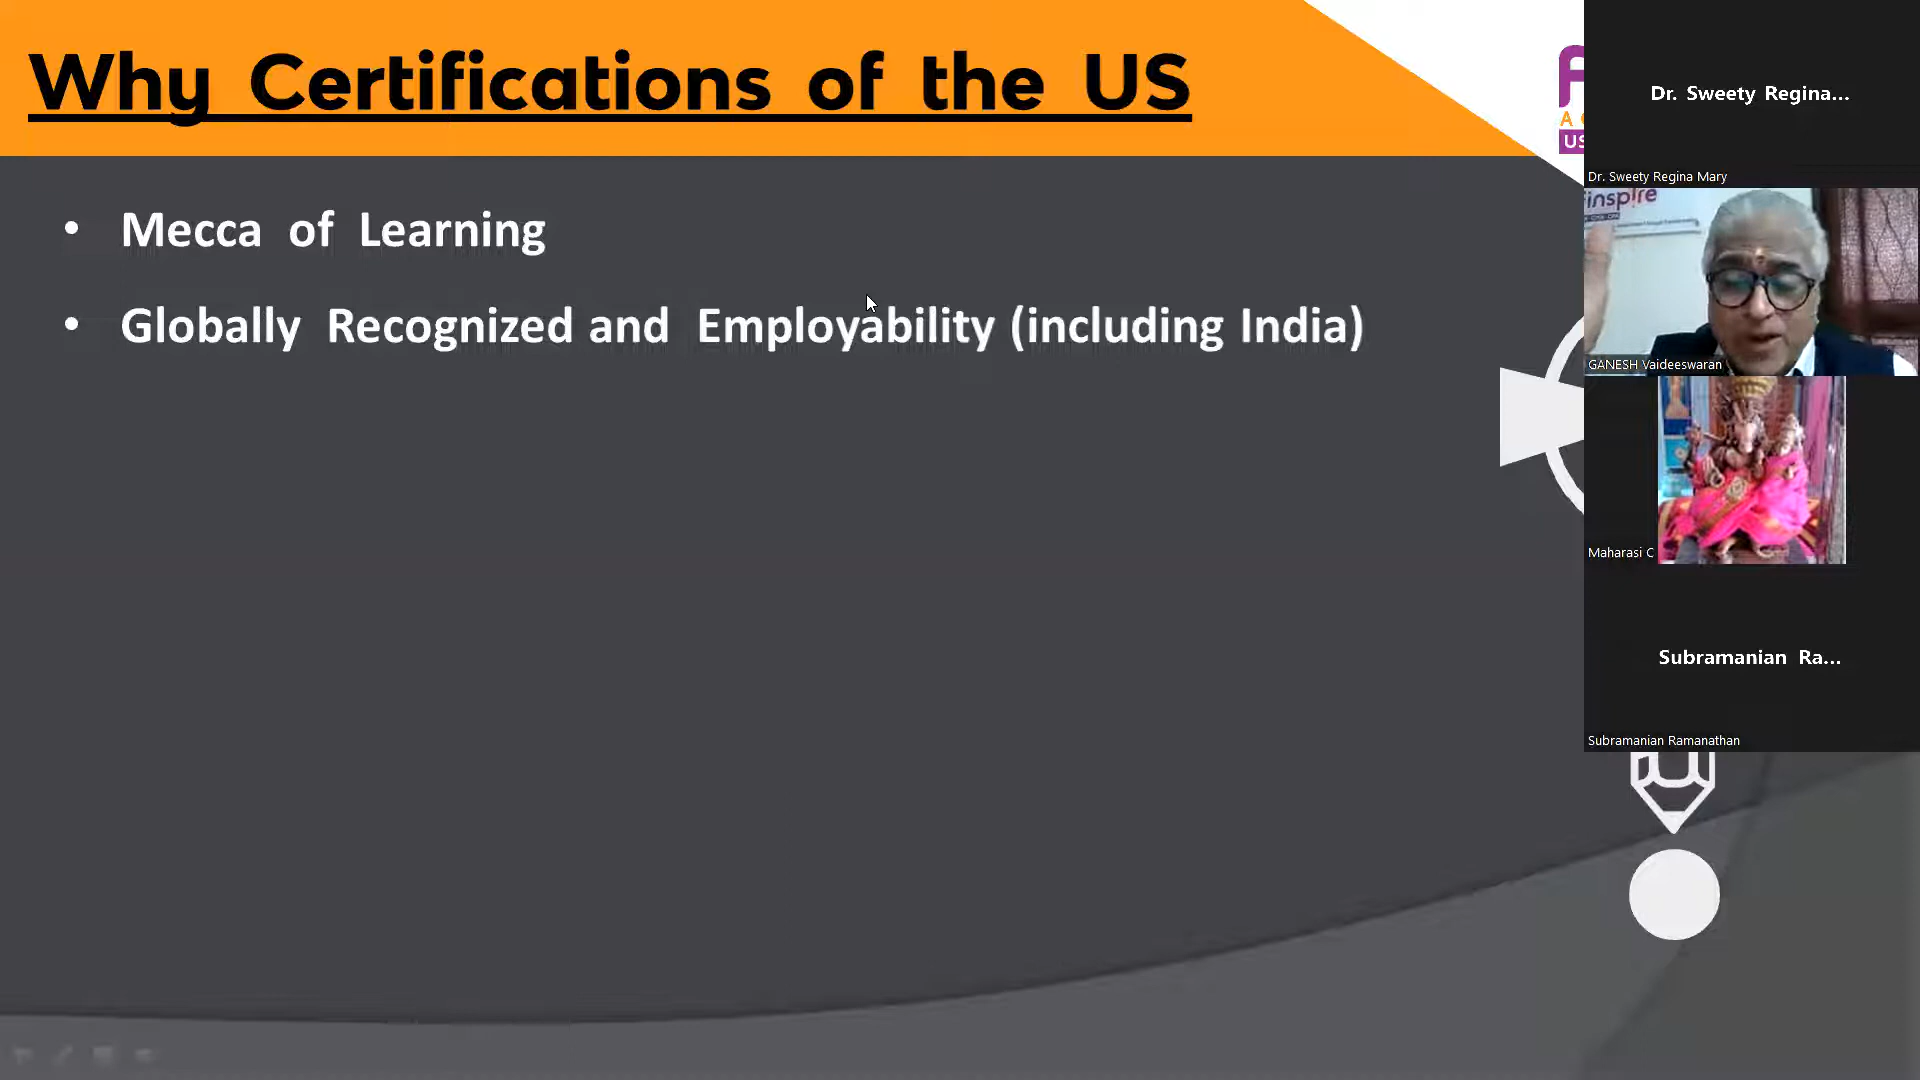 Why Certifications of the US
• Mecca of Learning
• Globally Recognized and Employability (including India)
A
US
Dr. Sweety Regina...
Dr. Sweety Regina Mary
inspire
GANESH Vaideeswaran
Maharasi C
Subramanian Ra...
Subramanian Ramanathan